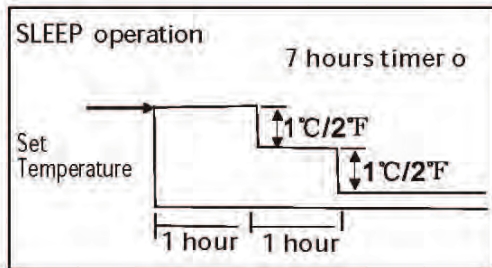 SLEEP operation
7 hours timer o
1℃/2℉
Set
Temperature
1℃/2℉
1 hour
1 hour